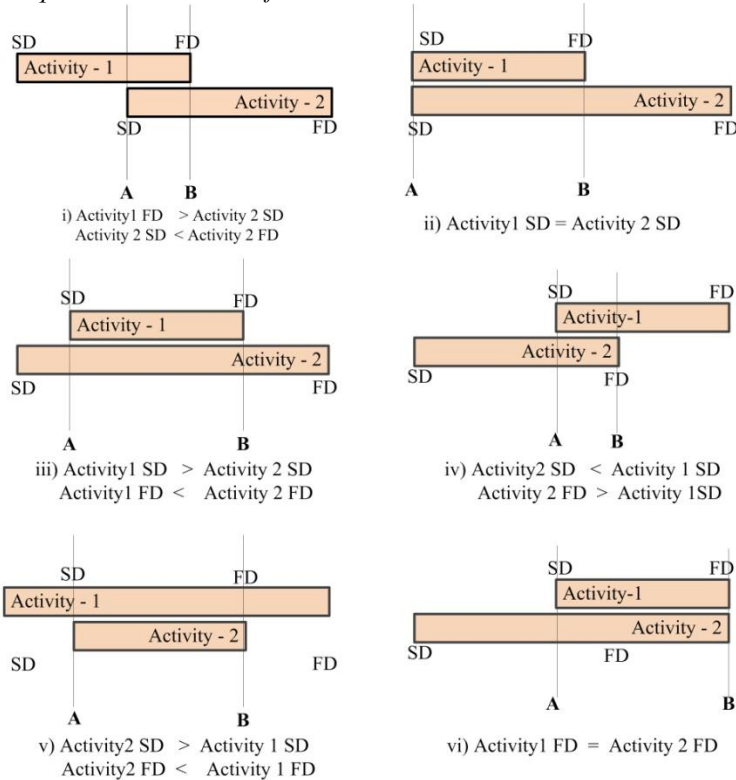 SD FD
Activity - 1
Activity - 2
SD FD
A B
i) Activity1 FD > Activity 2 SD
Activity 2 SD < Activity 2 FD
SD FD
Activity - 1
Activity - 2
SD FD
A B
ii) Activity1 SD = Activity 2 SD
SD FD
Activity - 1
Activity - 2
SD FD
A B
iii) Activity1 SD > Activity 2 SD
Activity1 FD < Activity 2 FD
SD FD
Activity-1
Activity - 2
SD FD
A B
iv) Activity2 SD < Activity 1 SD
Activity 2 FD > Activity 1SD
SD FD
Activity - 1
Activity - 2
SD FD
A B
v) Activity2 SD > Activity 1 SD
Activity2 FD < Activity 1 FD
SD FD
Activity-1
Activity - 2
SD FD
A B
vi) Activity1 FD = Activity 2 FD